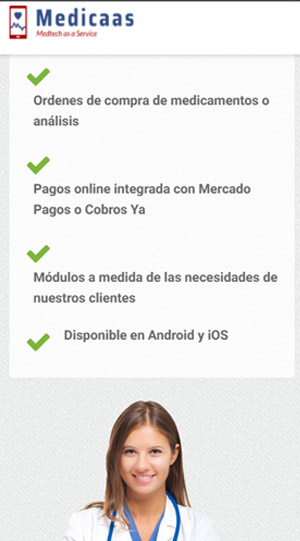 Medicaas
Medtech as a Service
Ordenes de compra de medicamentos o
análisis
Pagos online integrada con Mercado
Pagos o Cobros Ya
Módulos a medida de las necesidades de
nuestros clientes
Disponible en Android y iOS